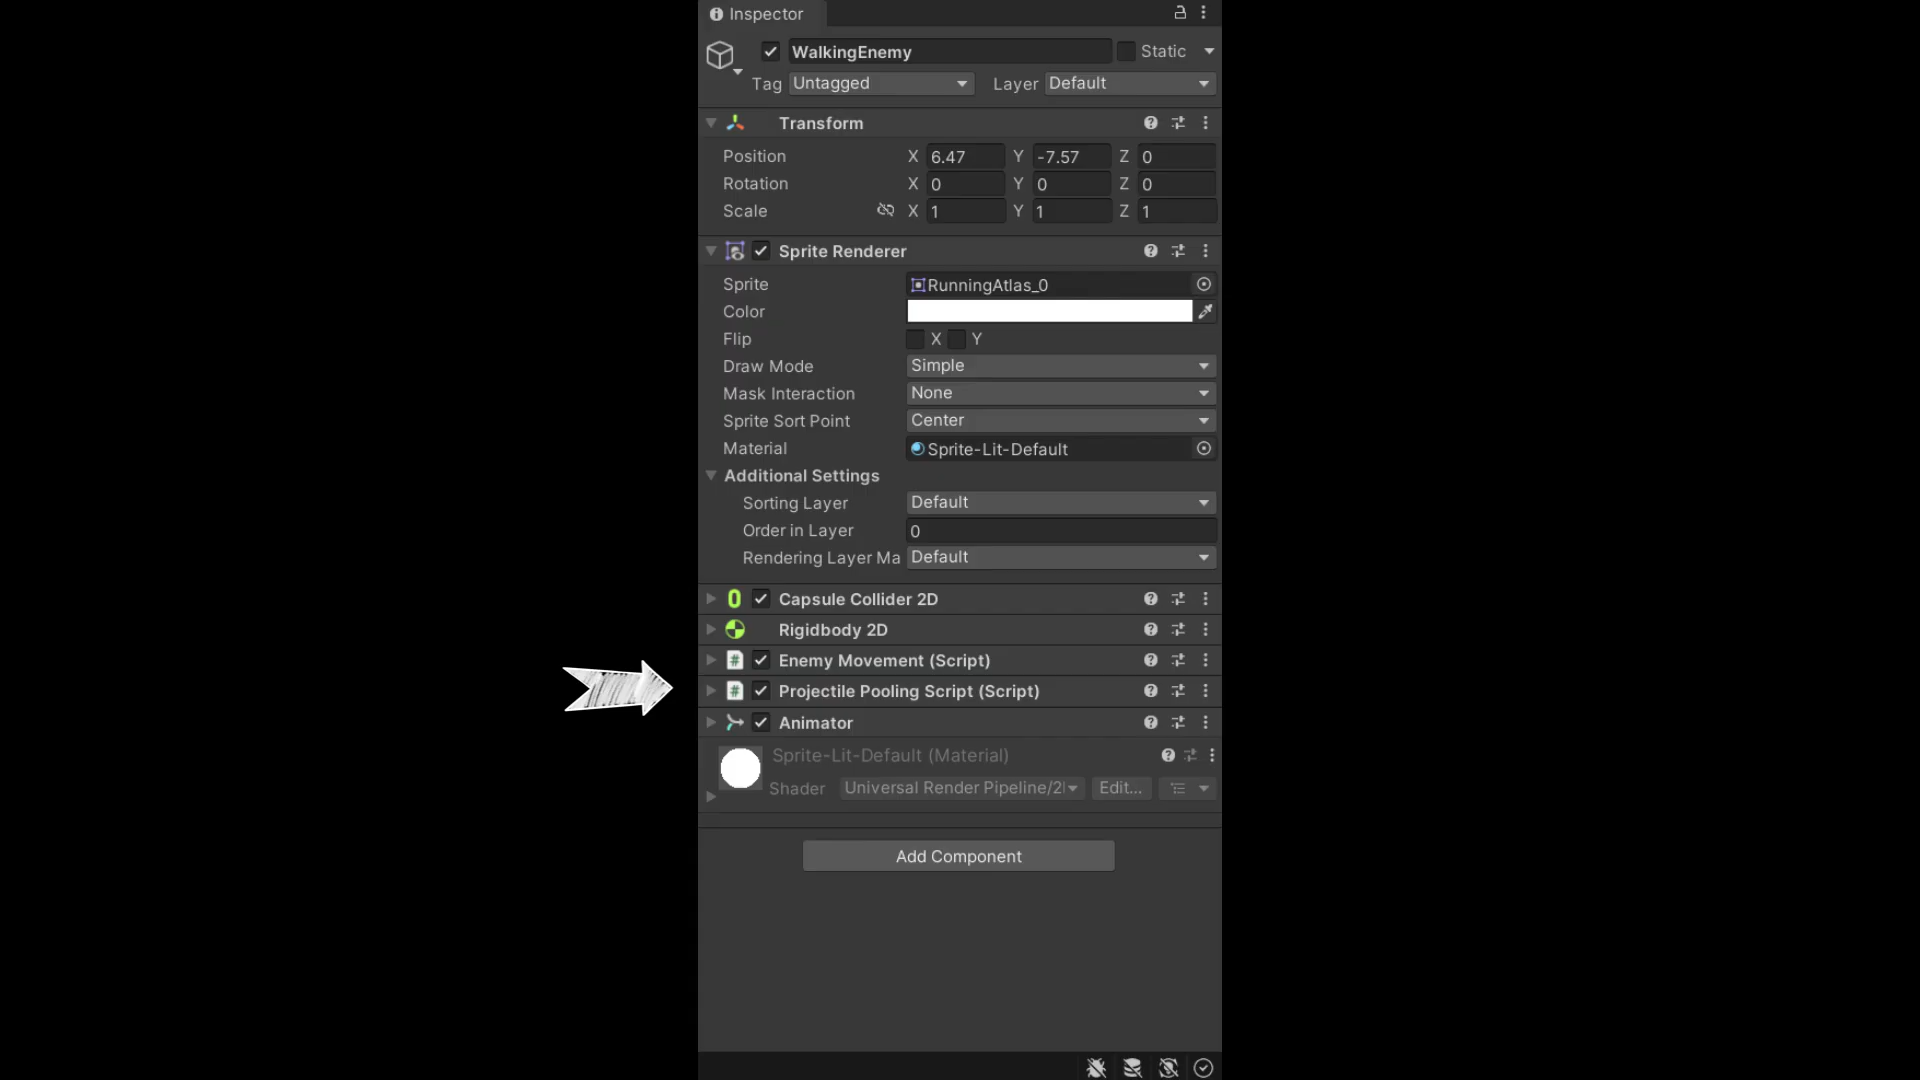 Inspector
WalkingEnemy Static
Tag Untagged Layer Default
Transform
Position X 6.47 Y -7.57 Z 0
Rotation X 0 Y 0 Z 0
Scale X 1 Y 1 Z 1
Sprite Renderer
Sprite RunningAtlas_0
Color
Flip X Y
Draw Mode Simple
Mask Interaction None
Sprite Sort Point Center
Material Sprite-Lit-Default
Additional Settings
Sorting Layer Default
Order in Layer 0
Rendering Layer Ma Default
Capsule Collider 2D
Rigidbody 2D
# Enemy Movement (Script)
# Projectile Pooling Script (Script)
Animator
Sprite-Lit-Default (Material)
Shader Universal Render Pipeline/2 Edit...
Add Component